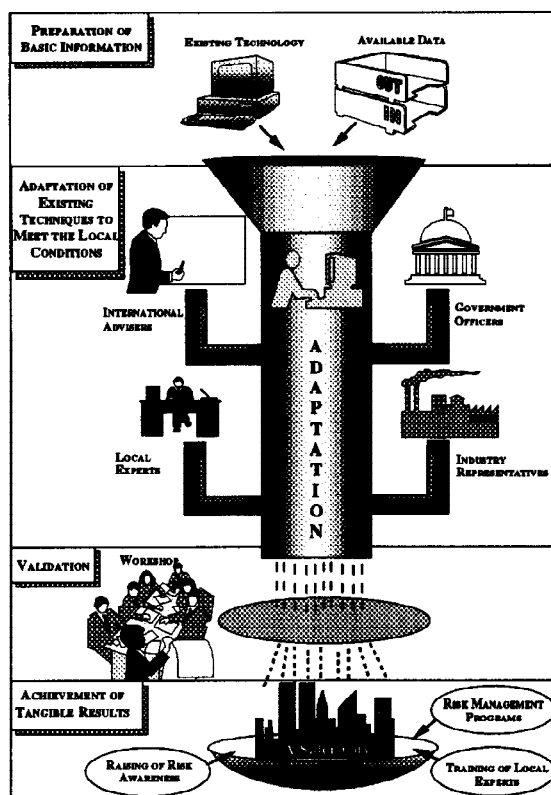 PREPARATION OF
BASIC INFORMATION
EXISTING TECHNOLOGY
AVAILABLE DATA
OUT
IN
ADAPTATION OF
EXISTING
TECHNIQUES TO
MEET THE LOCAL
CONDITIONS
INTERNATIONAL
ADVISERS
GOVERNMENT
OFFICERS
ADAPTATION
LOCAL
EXPERTS
INDUSTRY
REPRESENTATIVES
VALIDATION
WORKSHOP
ACHIEVEMENT OF
TANGIBLE RESULTS
RISK MANAGEMENT
PROGRAMS
RAISING OF RISK
AWARENESS
TRAINING OF LOCAL
EXPERTS